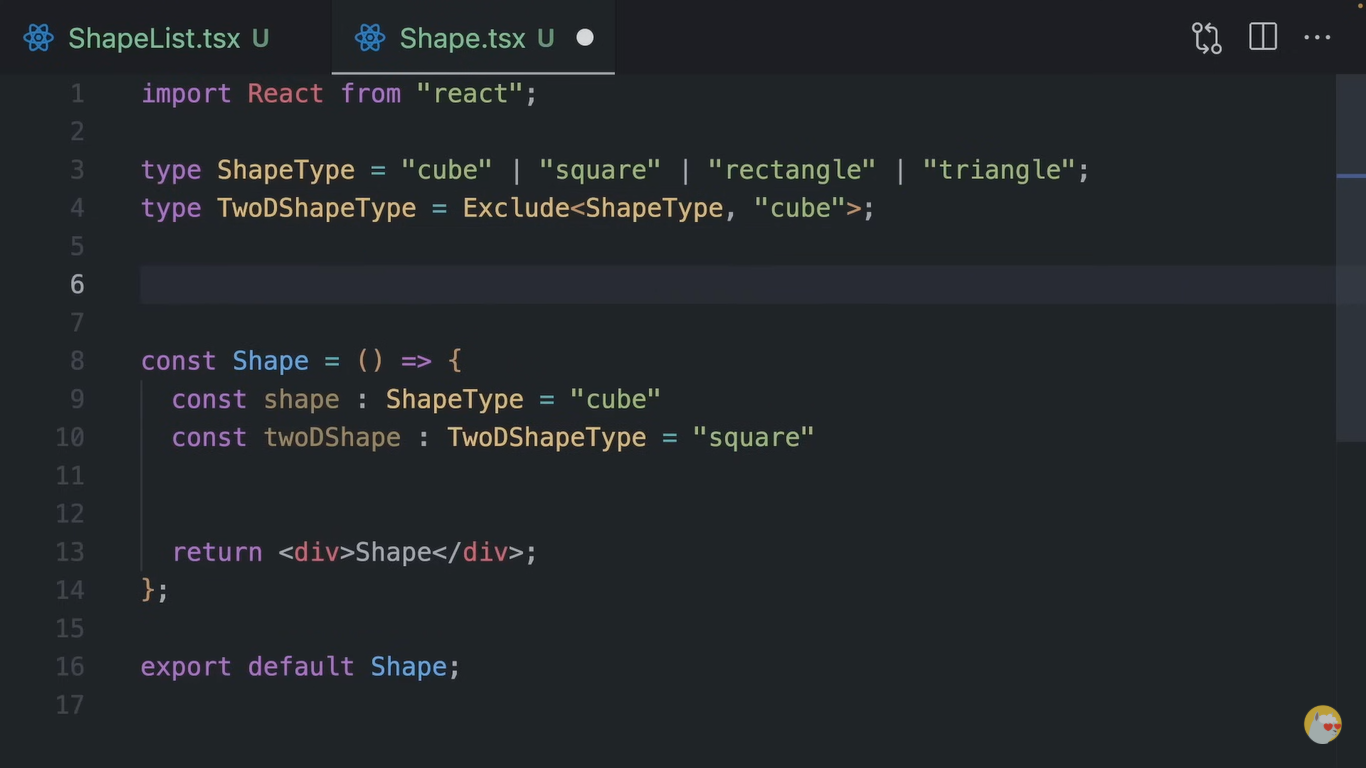 ShapeList.tsx U
Shape.tsx U
1 import React from "react";
2
3 type ShapeType = "cube" | "square" | "rectangle" | "triangle";
4 type TwoDShapeType = Exclude<ShapeType, "cube">;
5
6
7
8 const Shape = () => {
9 const shape : ShapeType = "cube"
10 const twoDShape : TwoDShapeType = "square"
11
12
13 return <div>Shape</div>;
14 };
15
16 export default Shape;
17